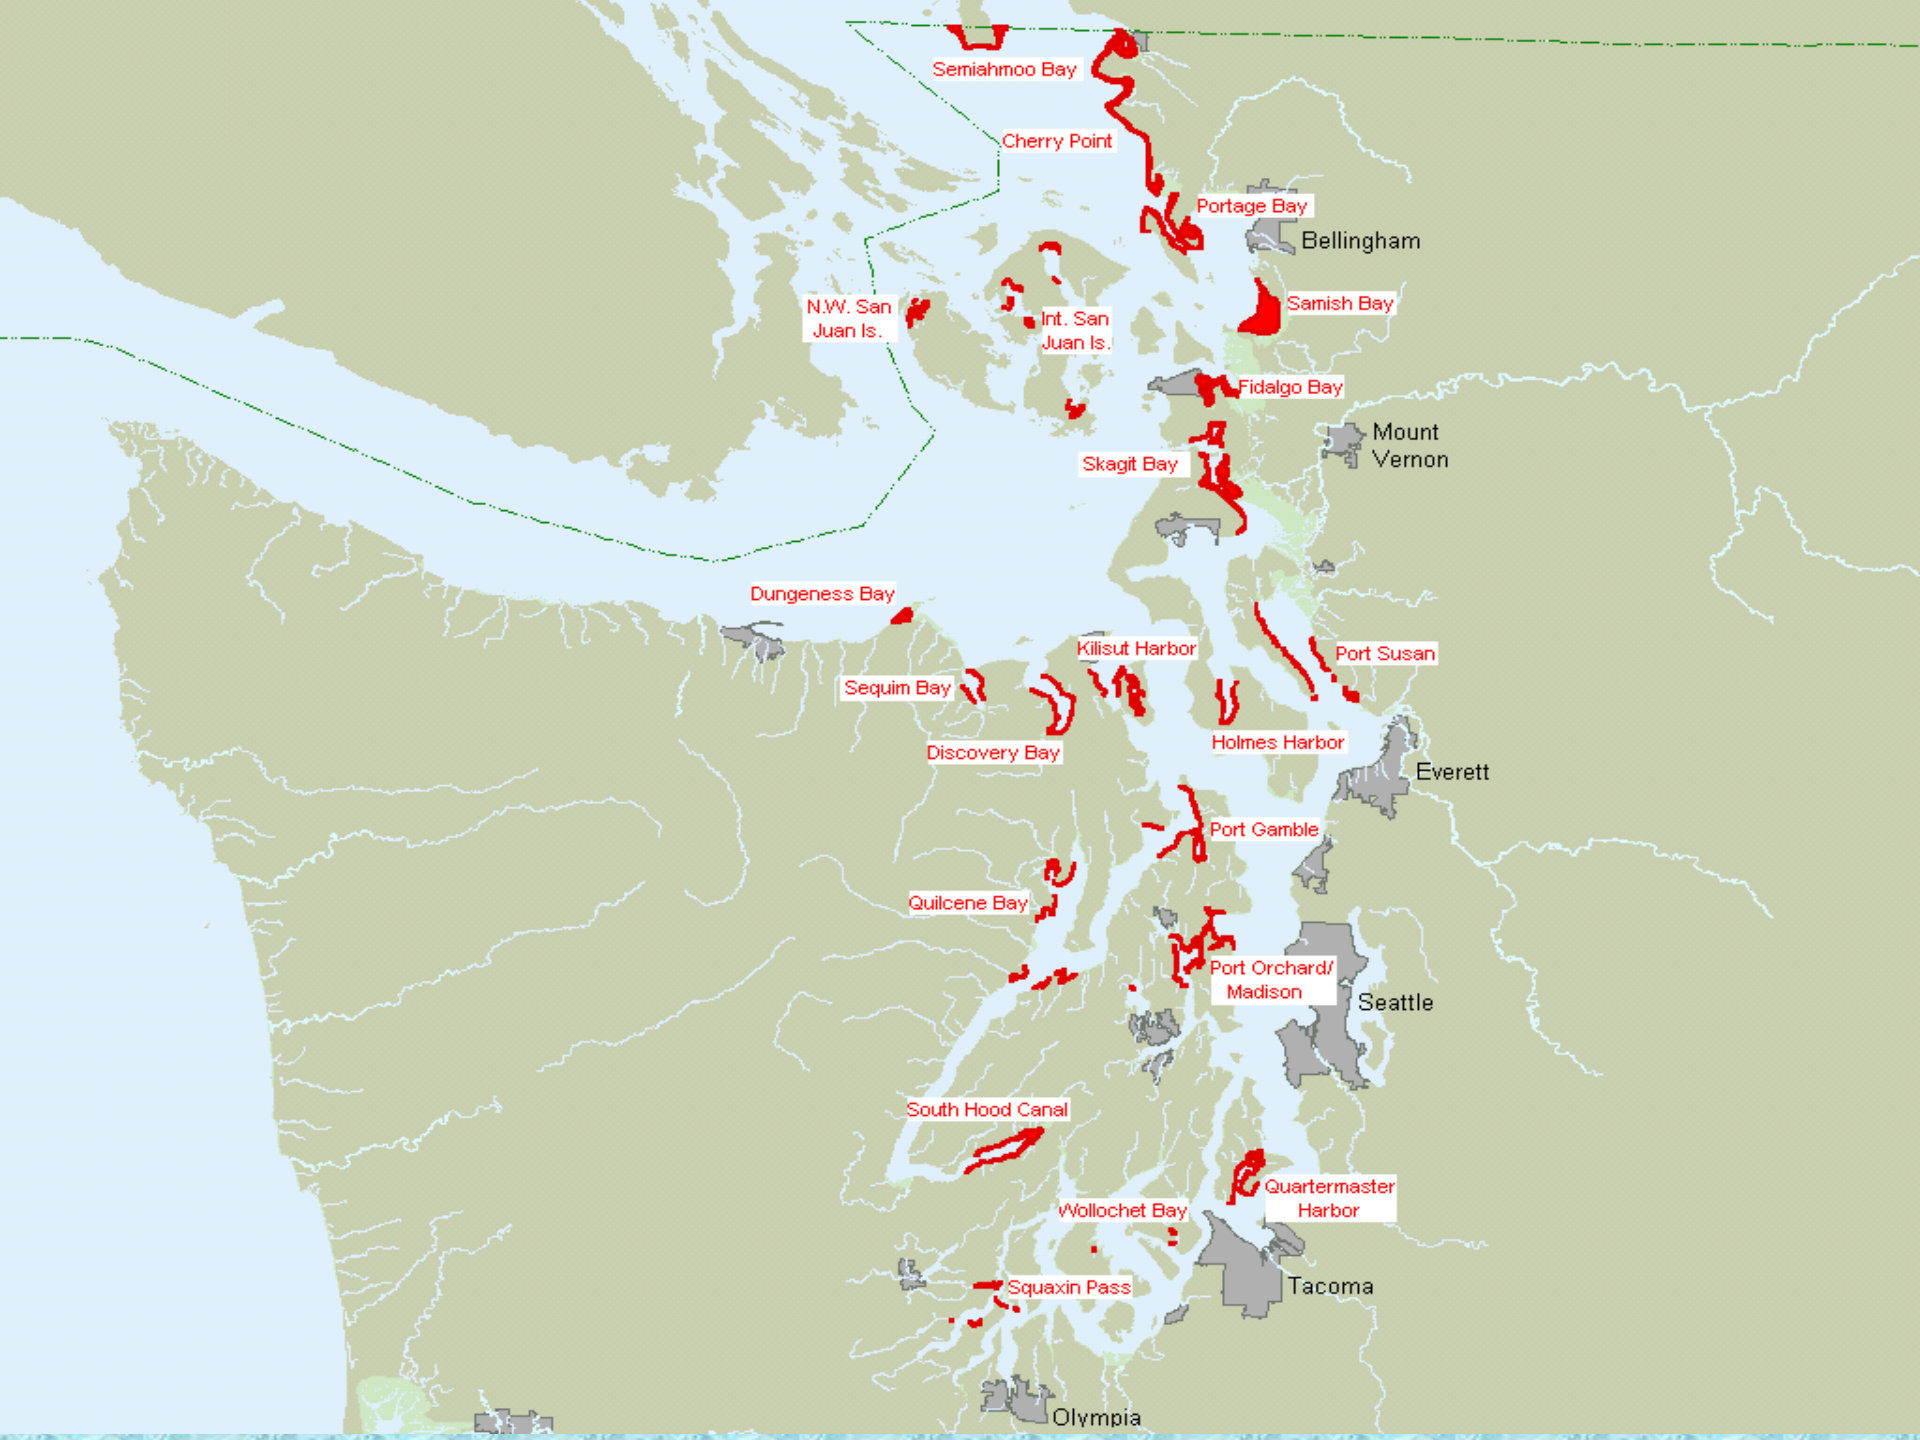 Semiahmoo Bay
Cherry Point
Portage Bay
Bellingham
N.W. San
Juan Is.
Int. San
Juan Is.
Samish Bay
Fidalgo Bay
Mount
Vernon
Skagit Bay
Dungeness Bay
Kilisut Harbor
Port Susan
Sequim Bay
Discovery Bay
Holmes Harbor
Everett
Port Gamble
Quilcene Bay
Port Orchard/
Madison
Seattle
South Hood Canal
Quartermaster
Harbor
Wollochet Bay
Squaxin Pass
Tacoma
Olympia